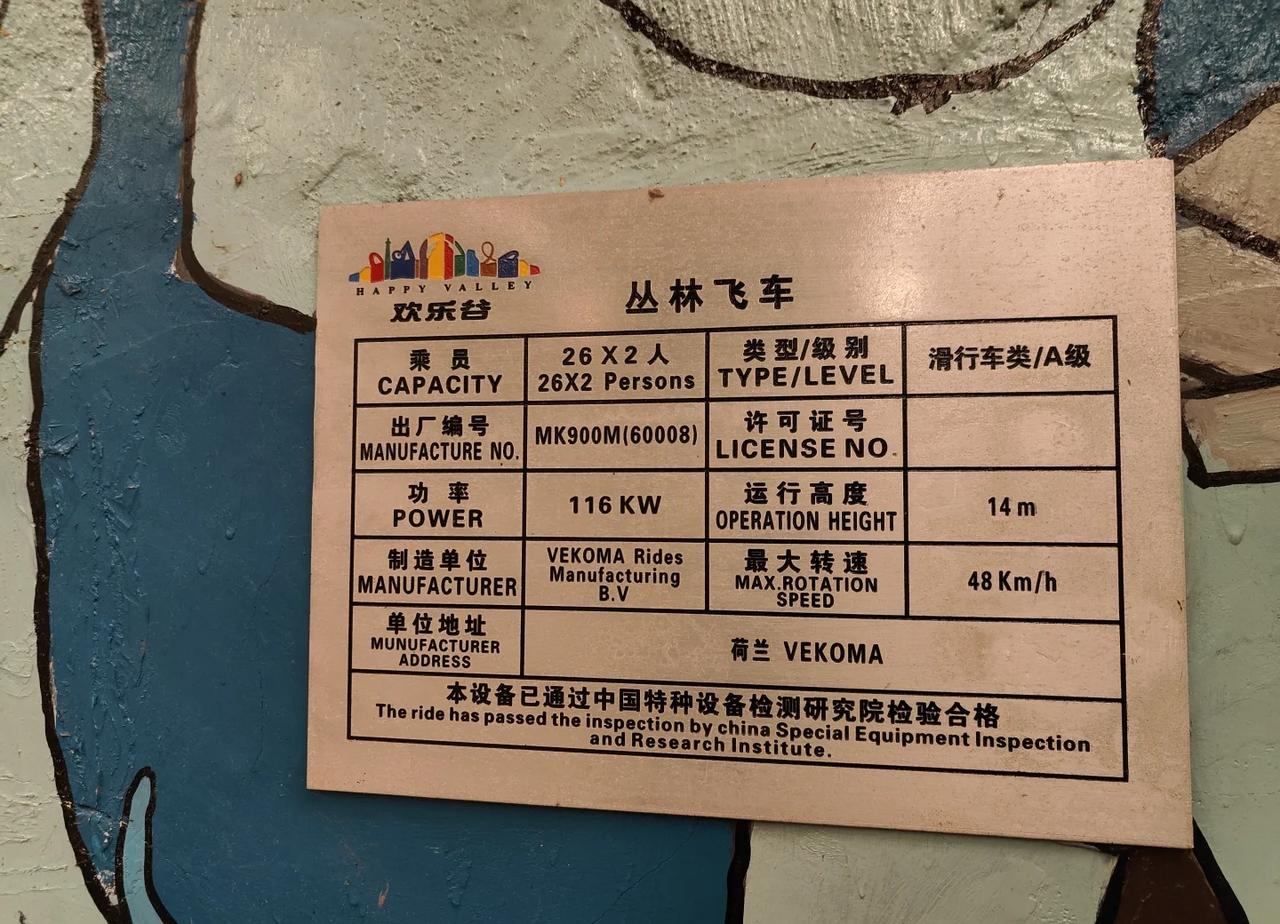 HAPPY VALLEY
欢乐谷
丛林飞车
乘 员
CAPACITY
26 X 2 人
26X2 Persons
类型/级别
TYPE/LEVEL
滑行车类/A级
出厂编号
MANUFACTURE NO.
MK900M(60008)
许可证号
LICENSE NO.
功 率
POWER
116 KW
运行高度
OPERATION HEIGHT
14 m
制造单位
MANUFACTURER
VEKOMA Rides
Manufacturing
B.V
最大转速
MAX.ROTATION
SPEED
48 Km/h
单位地址
MUNUFACTURER
ADDRESS
荷兰 VEKOMA
本设备已通过中国特种设备检测研究院检验合格
The ride has passed the inspection by china Special Equipment Inspection
and Research Institute.